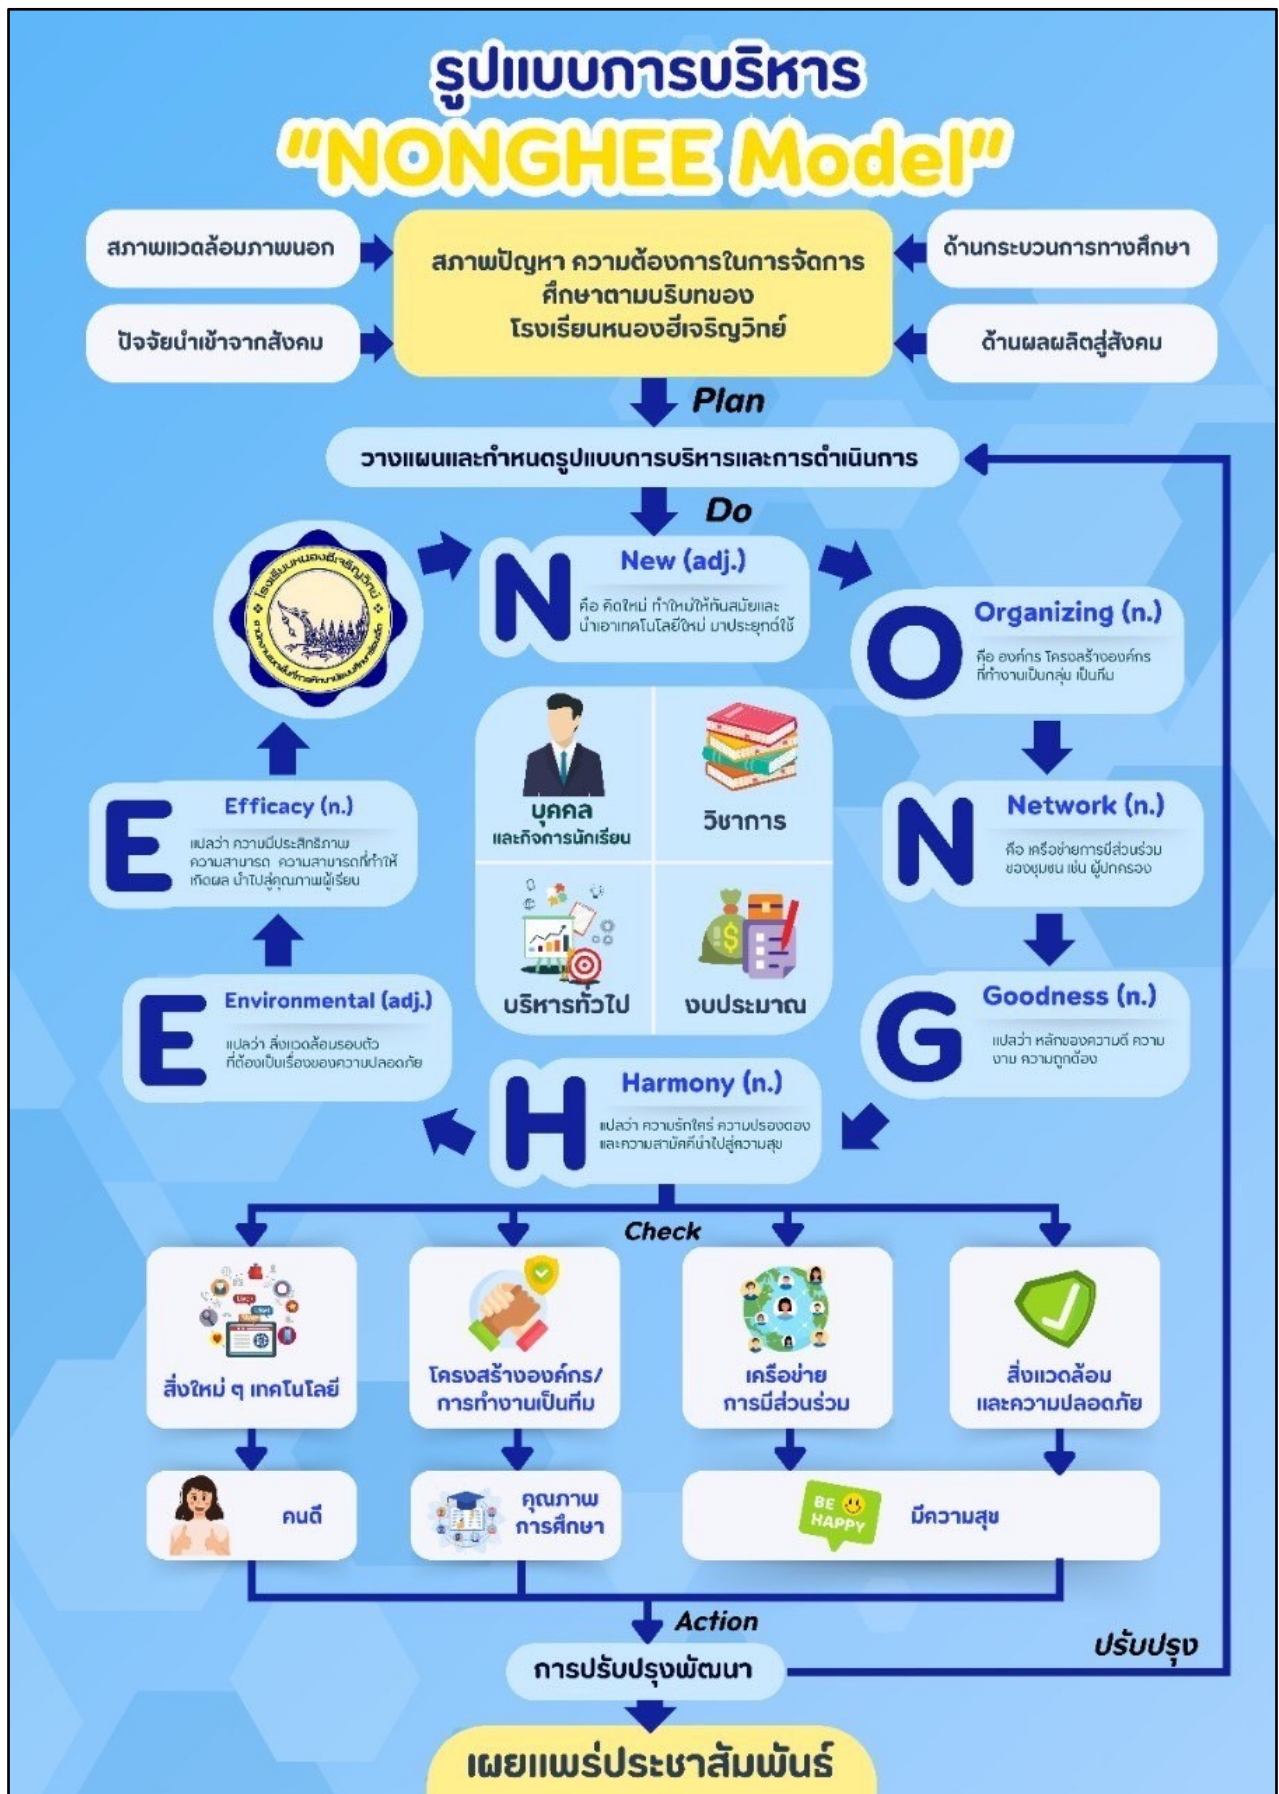 รูปแบบการบริหาร
"NONGHEE Model"
สภาพแวดล้อมภาพนอก
ปัจจัยนำเข้าจากสังคม
สภาพปัญหา ความต้องการในการจัดการ
ศึกษาตามบริบทของ
โรงเรียนหนองฮีเจริญวิทย์
ด้านกระบวนการทางศึกษา
ด้านผลผลิตสู่สังคม
Plan
วางแผนและกำหนดรูปแบบการบริหารและการดำเนินการ
Do
โรงเรียนหนองฮีเจริญวิทย์
N
New (adj.)
คือ คิดใหม่ ทำใหม่ให้ทันสมัยและ
นำเอาเทคโนโลยีใหม่ มาประยุกต์ใช้
O
Organizing (n.)
คือ องค์กร โครงสร้างองค์กร
ที่ทำงานเป็นกลุ่ม เป็นทีม
N
Network (n.)
คือ เครือข่ายการมีส่วนร่วม
ของชุมชน เช่น ผู้ปกครอง
G
Goodness (n.)
แปลว่า หลักของความดี ความ
งาม ความถูกต้อง
H
Harmony (n.)
แปลว่า ความรักใคร่ ความปรองดอง
และความสามัคคีนำไปสู่ความสุข
E
Environmental (adj.)
แปลว่า สิ่งแวดล้อมรอบตัว
ที่ต้องเป็นเรื่องของความปลอดภัย
E
Efficacy (n.)
แปลว่า ความมีประสิทธิภาพ
ความสามารถ ความสามารถที่ทำให้
เกิดผล นำไปสู่คุณภาพผู้เรียน
บุคคล
และกิจการนักเรียน
วิชาการ
บริหารทั่วไป
งบประมาณ
Check
สิ่งใหม่ ๆ เทคโนโลยี
โครงสร้างองค์กร/
การทำงานเป็นทีม
เครือข่าย
การมีส่วนร่วม
สิ่งแวดล้อม
และความปลอดภัย
คนดี
คุณภาพ
การศึกษา
BE
HAPPY
มีความสุข
Action
การปรับปรุงพัฒนา
ปรับปรุง
เผยแพร่ประชาสัมพันธ์